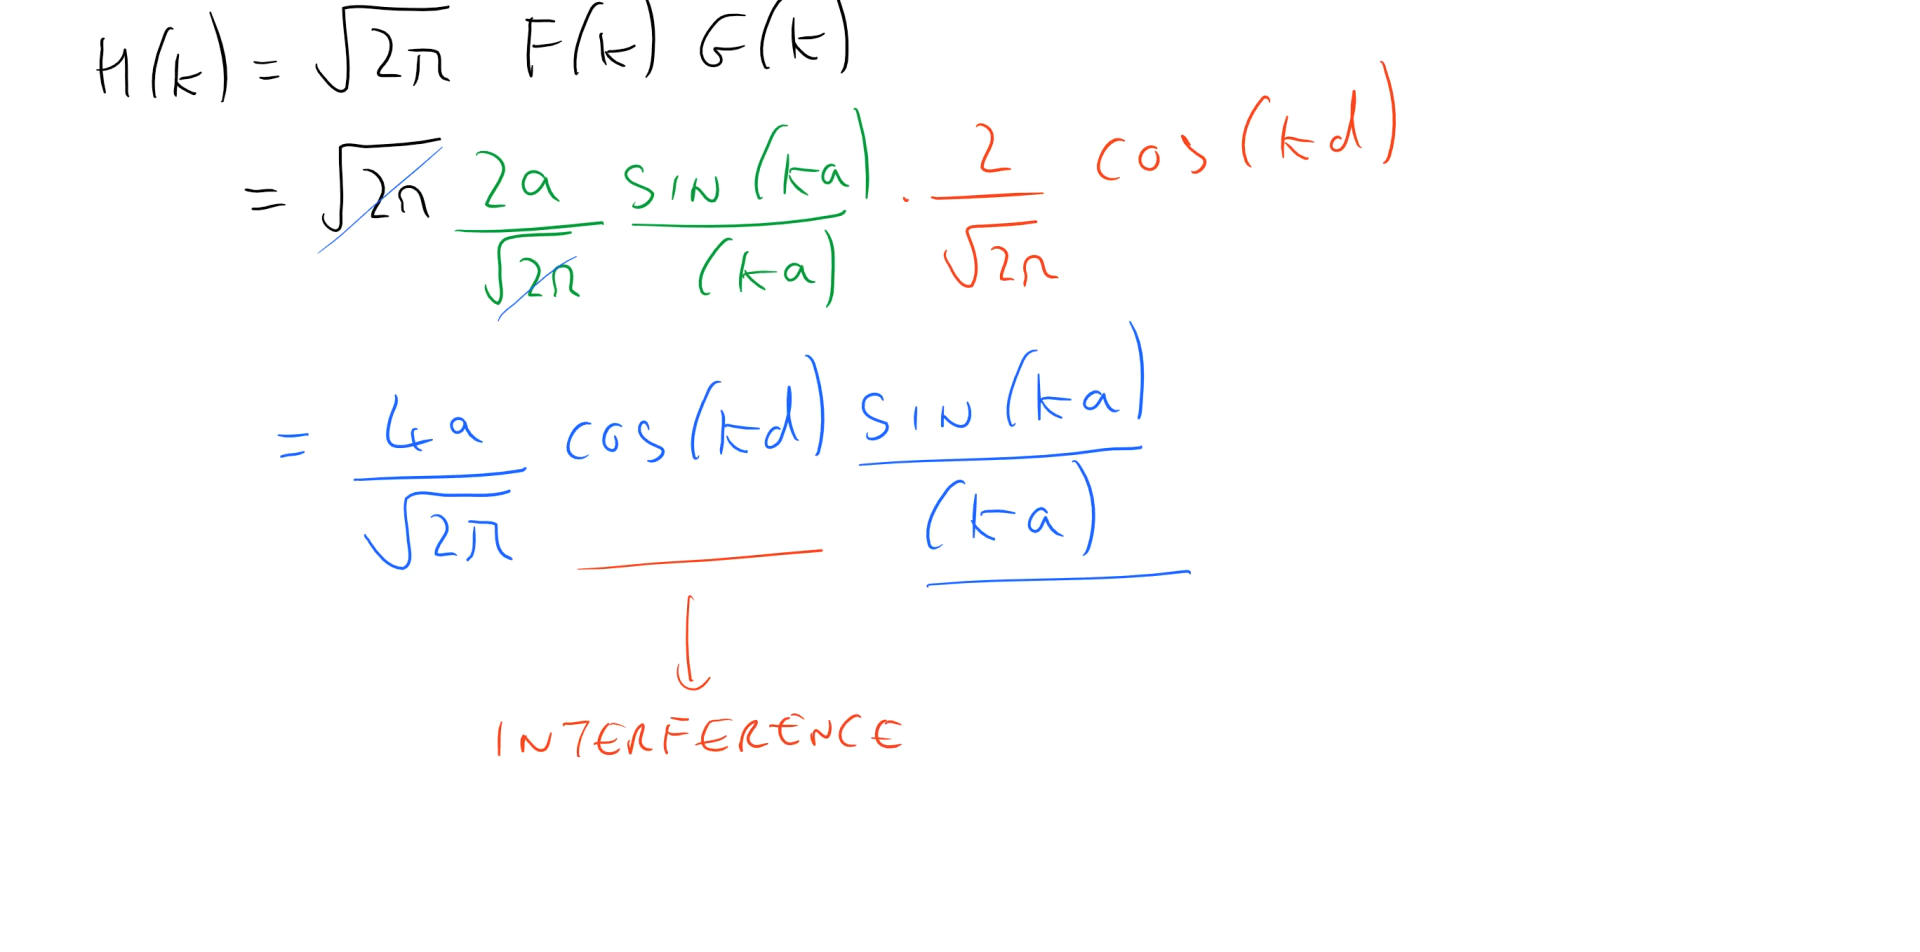 H(k) = √2π F(k) G(k)
= √2π 2a/√2π sin(ka)/(ka) · 2/√2π cos(kd)
= 4a/√2π cos(kd) sin(ka)/(ka)
INTERFERENCE